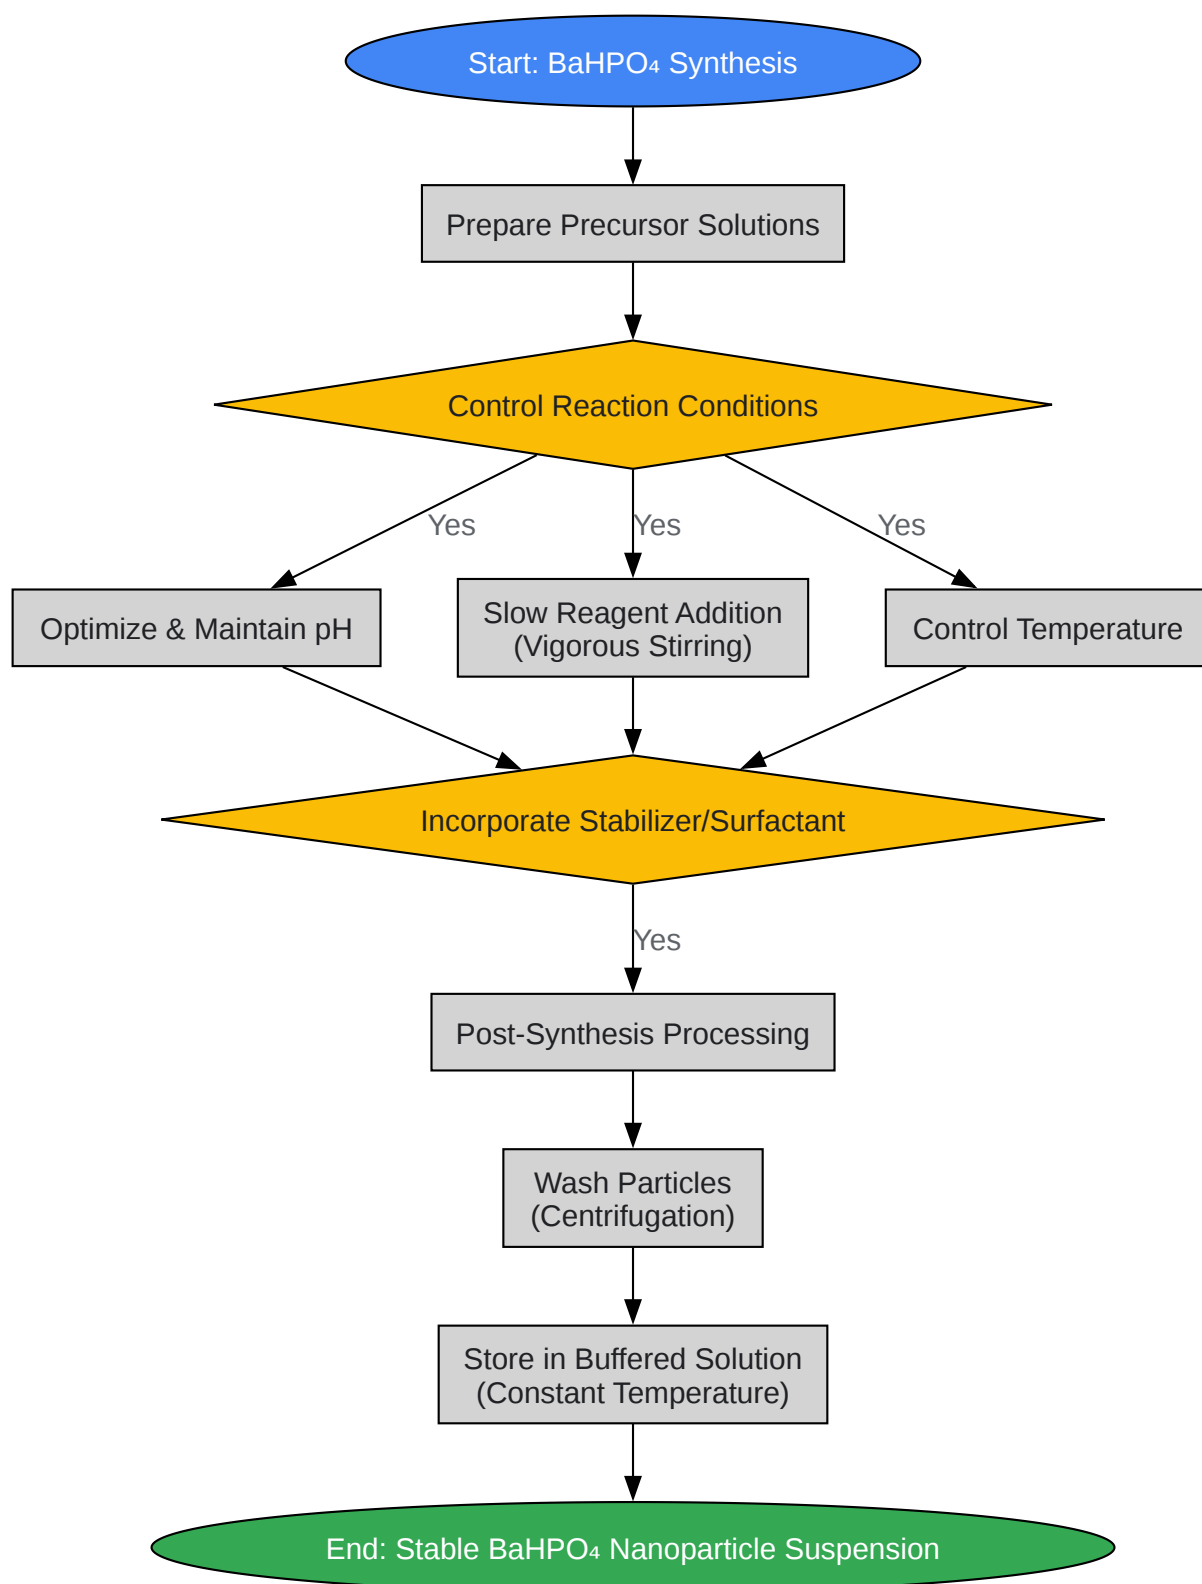 Start: BaHPO₄ Synthesis
Prepare Precursor Solutions
Control Reaction Conditions
Yes
Yes
Yes
Optimize & Maintain pH
Slow Reagent Addition
(Vigorous Stirring)
Control Temperature
Incorporate Stabilizer/Surfactant
Yes
Post-Synthesis Processing
Wash Particles
(Centrifugation)
Store in Buffered Solution
(Constant Temperature)
End: Stable BaHPO₄ Nanoparticle Suspension